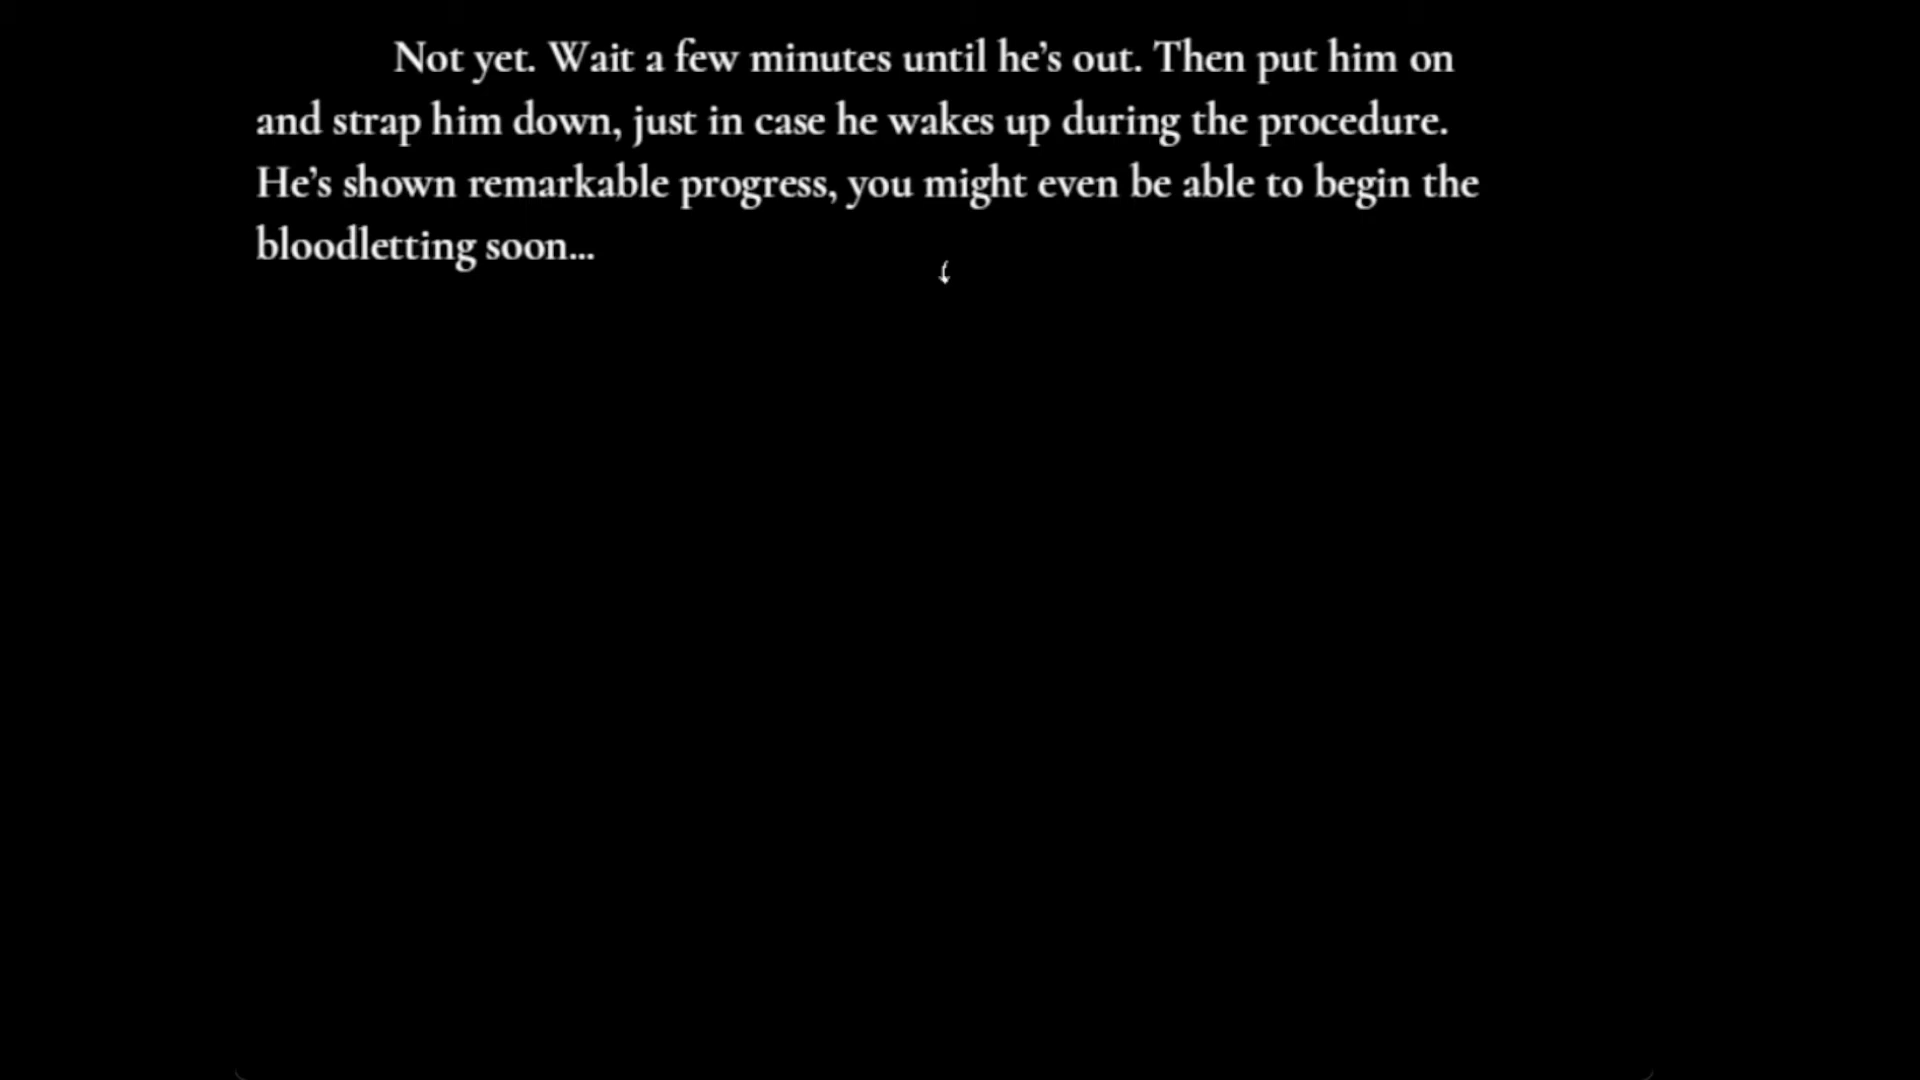 Not yet. Wait a few minutes until he’s out. Then put him on
and strap him down, just in case he wakes up during the procedure.
He’s shown remarkable progress, you might even be able to begin the
bloodletting soon...